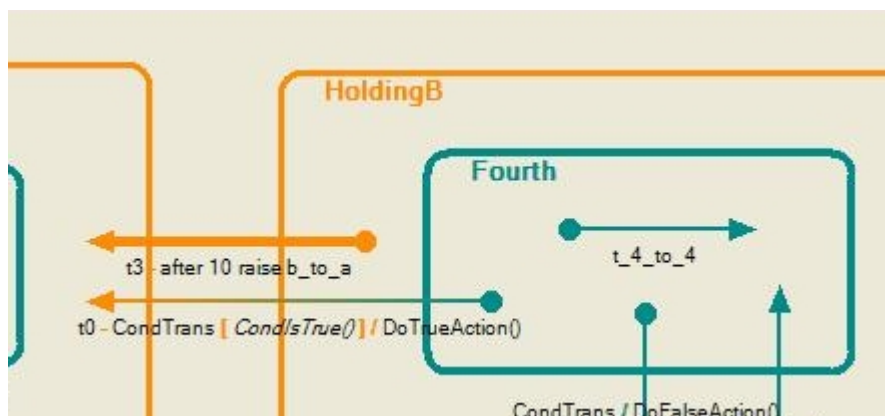 HoldingB
Fourth
t_4_to_4
t3 - after 10 raise b_to_a
t0 - CondTrans [ CondIsTrue() ] / DoTrueAction()
CondTrans / DoFalseAction()